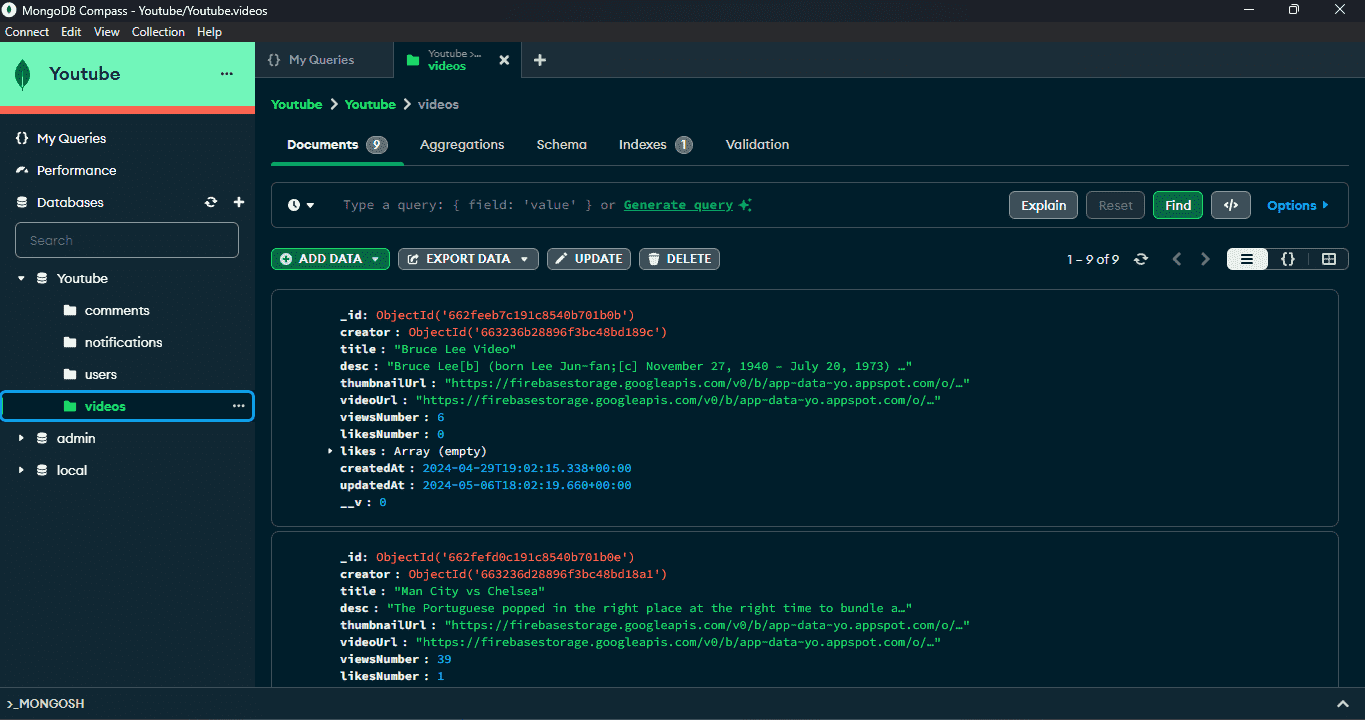 MongoDB Compass - Youtube/Youtube.videos
Connect Edit View Collection Help
Youtube
My Queries
Performance
Databases
Search
Youtube
comments
notifications
users
videos
admin
local
{} My Queries
Youtube >...
videos
Youtube > Youtube > videos
Documents 9 Aggregations Schema Indexes 1 Validation
Type a query: { field: 'value' } or Generate query
Explain Reset Find </> Options
ADD DATA EXPORT DATA UPDATE DELETE
1 – 9 of 9
_id: ObjectId('662feeb7c191c8540b701b0b')
creator : ObjectId('663236b28896f3bc48bd189c')
title : "Bruce Lee Video"
desc : "Bruce Lee[b] (born Lee Jun-fan;[c] November 27, 1940 – July 20, 1973) …"
thumbnailUrl : "https://firebasestorage.googleapis.com/v0/b/app-data-yo.appspot.com/o/…"
videoUrl : "https://firebasestorage.googleapis.com/v0/b/app-data-yo.appspot.com/o/…"
viewsNumber : 6
likesNumber : 0
likes : Array (empty)
createdAt : 2024-04-29T19:02:15.338+00:00
updatedAt : 2024-05-06T18:02:19.660+00:00
__v : 0
_id: ObjectId('662fefd0c191c8540b701b0e')
creator : ObjectId('663236d28896f3bc48bd18a1')
title : "Man City vs Chelsea"
desc : "The Portuguese popped in the right place at the right time to bundle a…"
thumbnailUrl : "https://firebasestorage.googleapis.com/v0/b/app-data-yo.appspot.com/o/…"
videoUrl : "https://firebasestorage.googleapis.com/v0/b/app-data-yo.appspot.com/o/…"
viewsNumber : 39
likesNumber : 1
>_MONGOSH